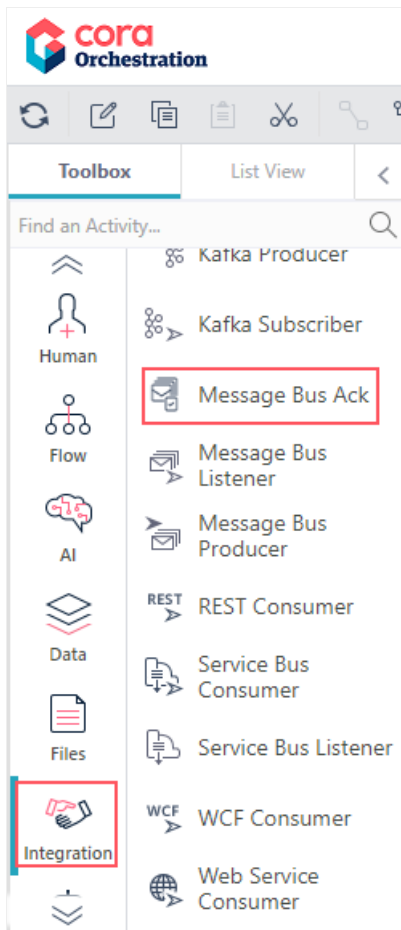 cora
Orchestration
Toolbox
List View
Find an Activity...
Kafka Producer
Human
Kafka Subscriber
Message Bus Ack
Flow
Message Bus
Listener
AI
Message Bus
Producer
Data
REST
REST Consumer
Files
Service Bus
Consumer
Service Bus Listener
Integration
WCF
WCF Consumer
Web Service
Consumer